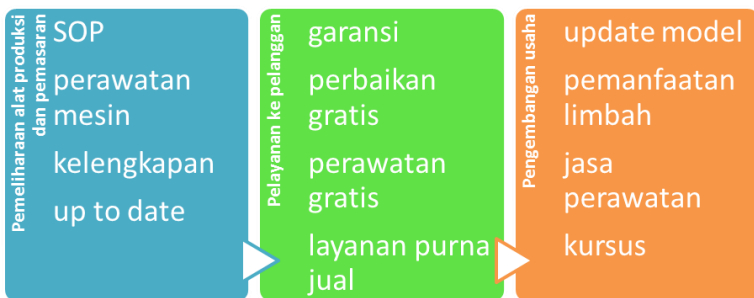 Pemeliharaan alat produksi
dan pemasaran
SOP
perawatan
mesin
kelengkapan
up to date
Pelayanan ke pelanggan
garansi
perbaikan
gratis
perawatan
gratis
layanan purna
jual
Pengembangan usaha
update model
pemanfaatan
limbah
jasa
perawatan
kursus